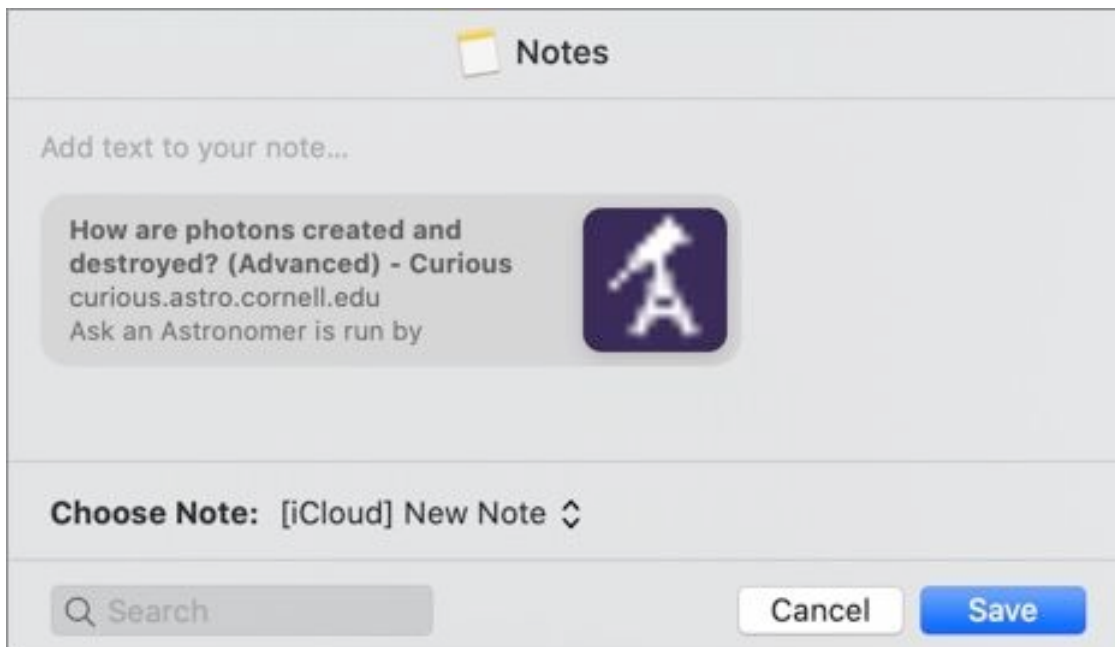 Notes
Add text to your note...
How are photons created and
destroyed? (Advanced) - Curious
curious.astro.cornell.edu
Ask an Astronomer is run by
Choose Note: [iCloud] New Note
Search
Cancel
Save